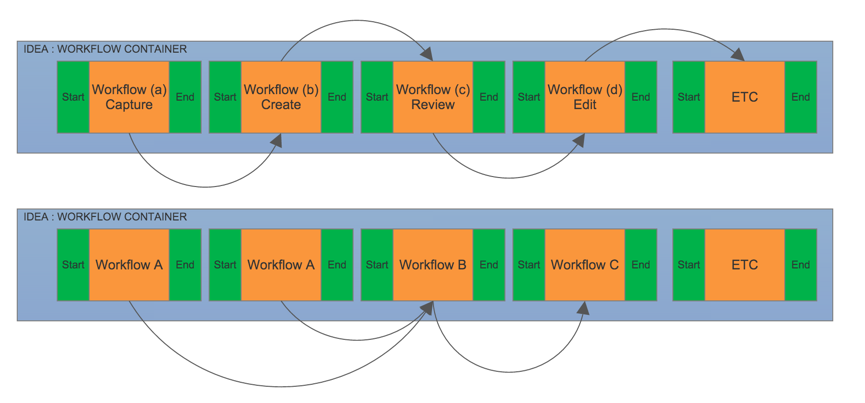 IDEA : WORKFLOW CONTAINER
Start
Workflow (a)
Capture
End
Start
Workflow (b)
Create
End
Start
Workflow (c)
Review
End
Start
Workflow (d)
Edit
End
Start
ETC
End
IDEA : WORKFLOW CONTAINER
Start
Workflow A
End
Start
Workflow A
End
Start
Workflow B
End
Start
Workflow C
End
Start
ETC
End